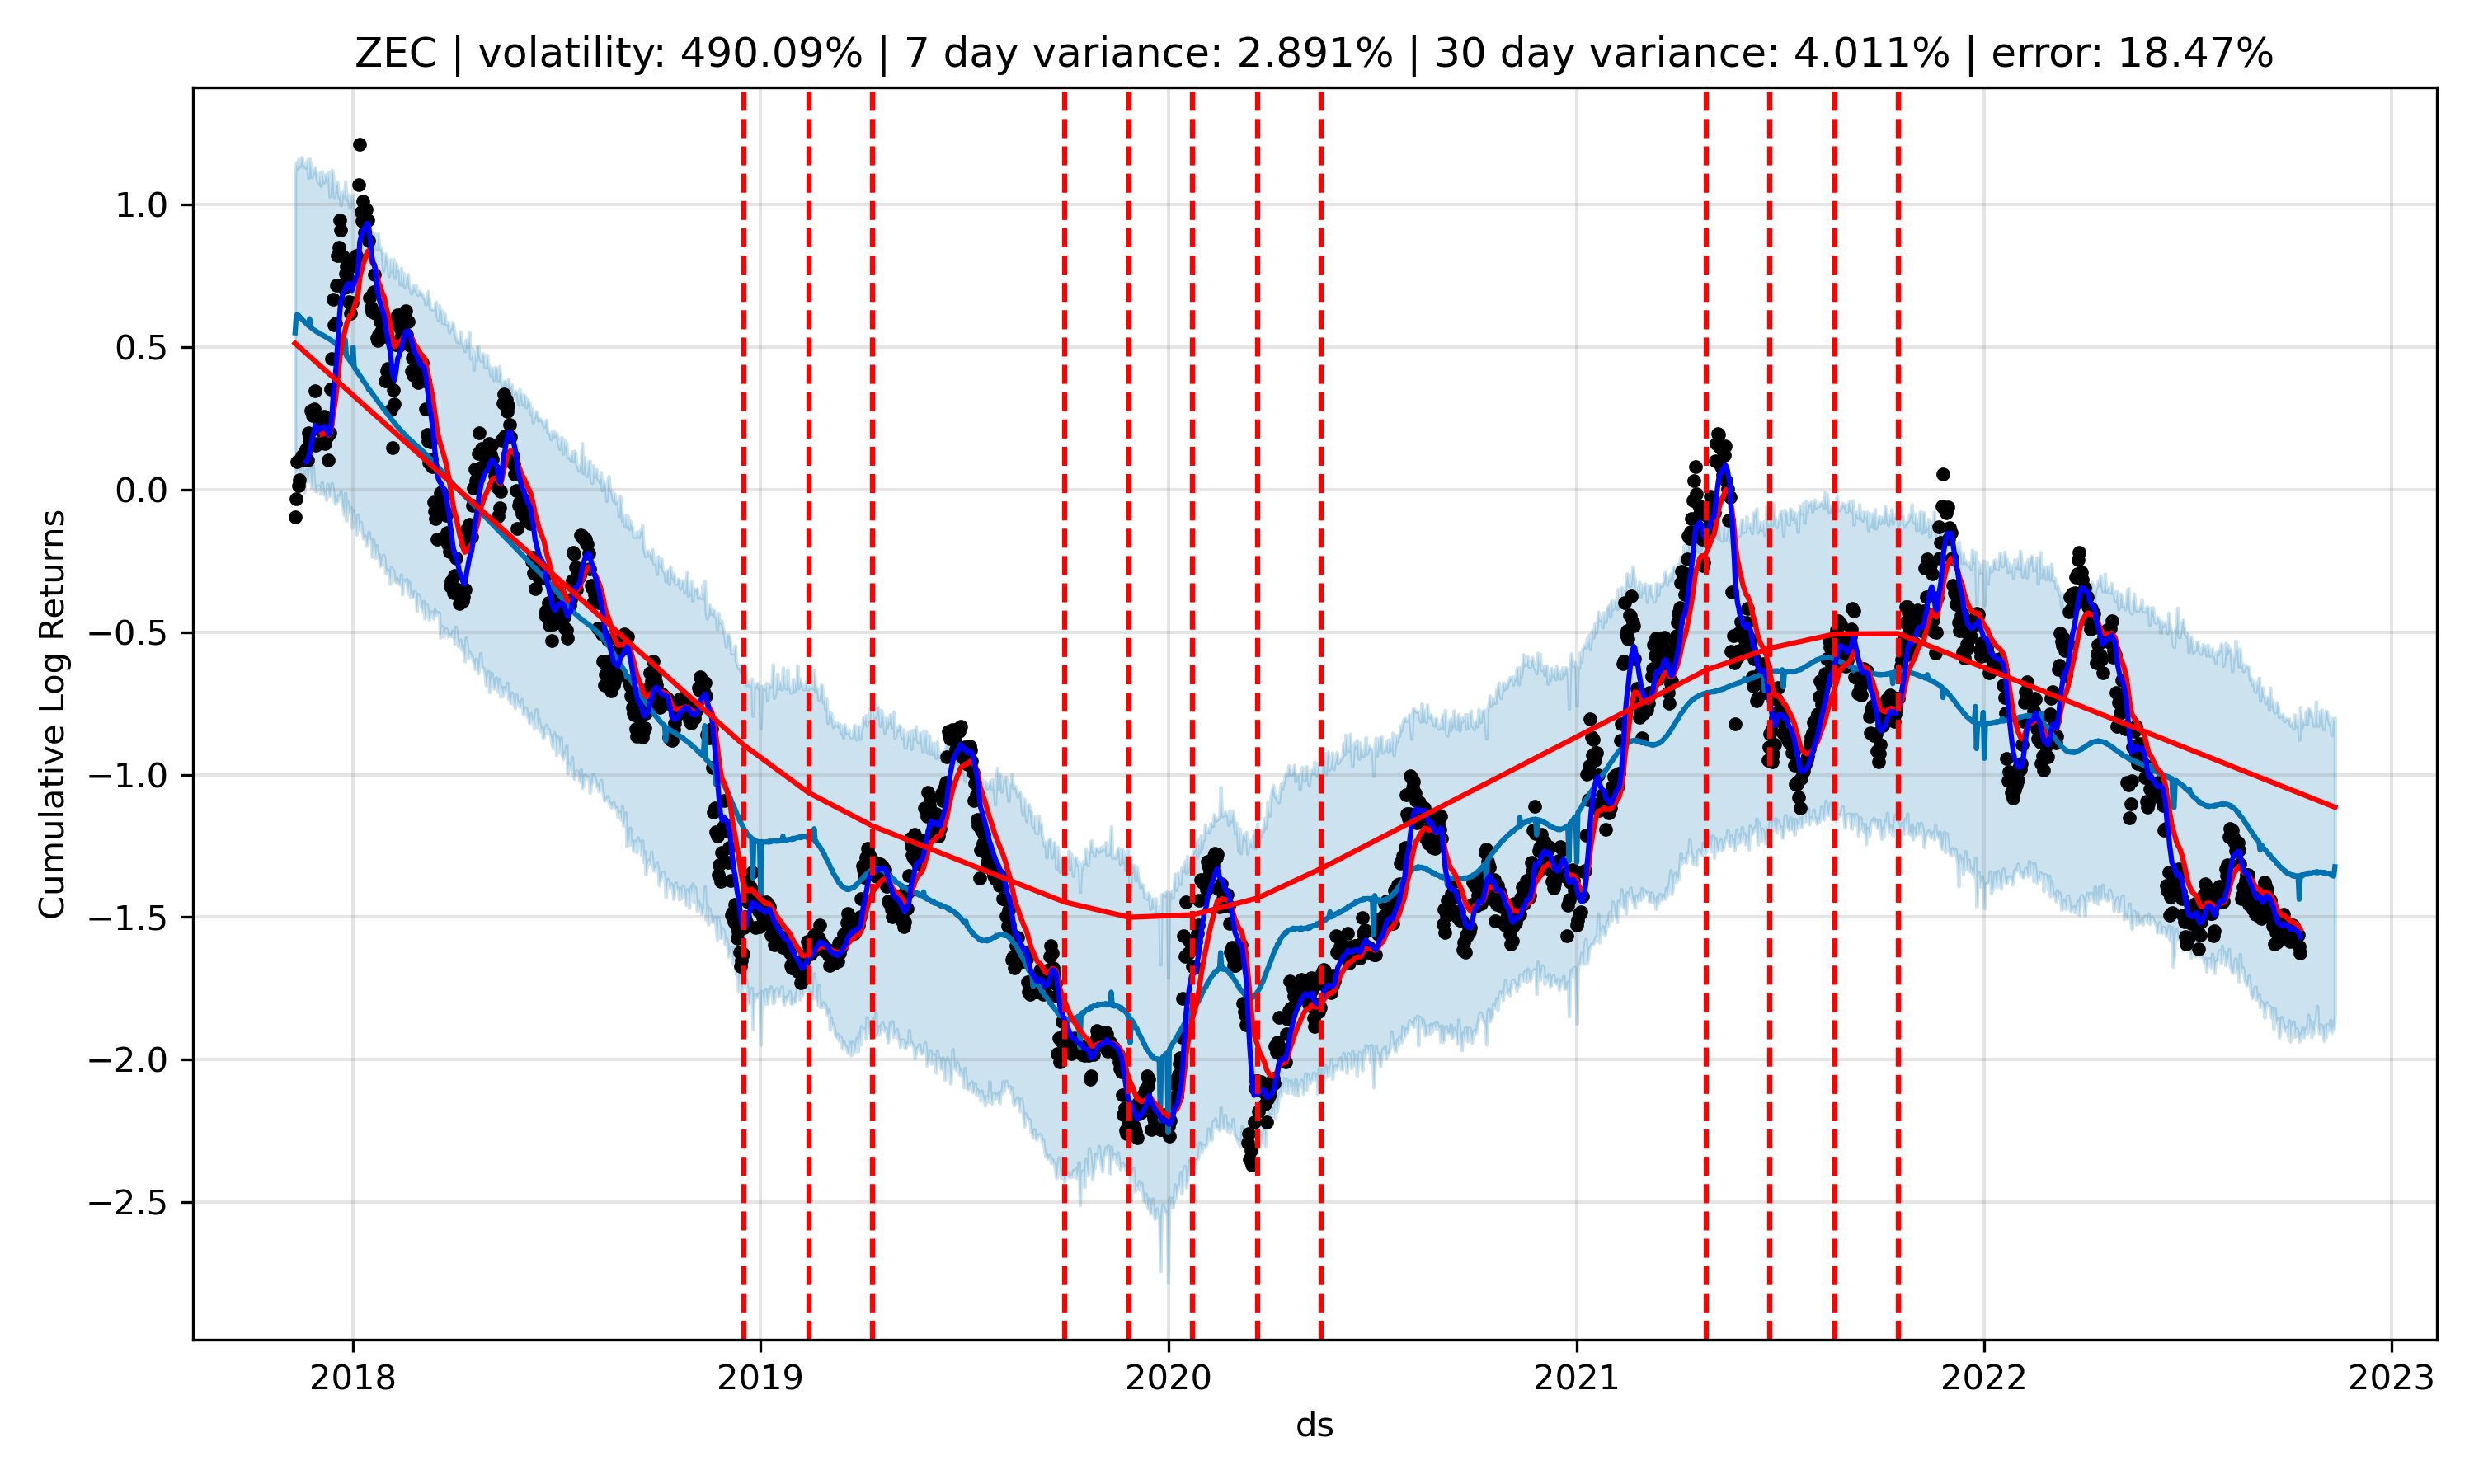 ZEC | volatility: 490.09% | 7 day variance: 2.891% | 30 day variance: 4.011% | error: 18.47%
Cumulative Log Returns
1.0
0.5
0.0
−0.5
−1.0
−1.5
−2.0
−2.5
2018 2019 2020 2021 2022 2023
ds